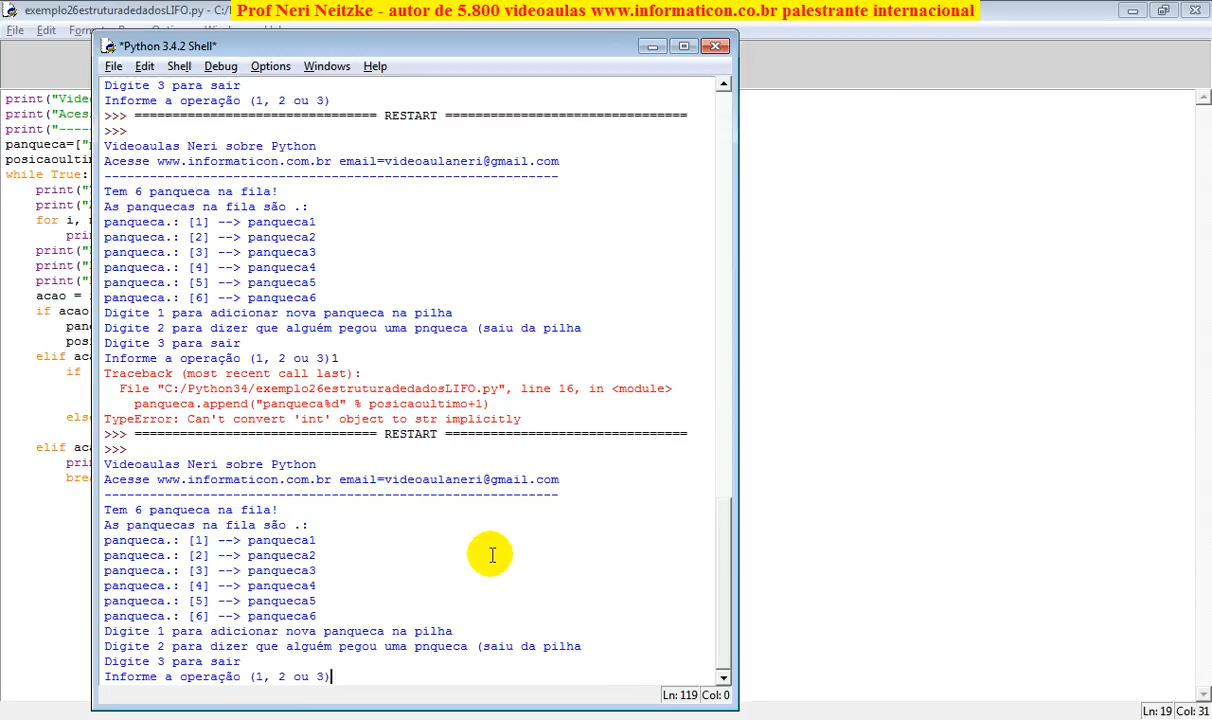 exemplo26estruturadedadosLIFO.py - C:\
Prof Neri Neitzke - autor de 5.800 videoaulas www.informaticon.co.br palestrante internacional
File Edit
*Python 3.4.2 Shell*
File Edit Shell Debug Options Windows Help
print("Vide
print("Aces
print("----
panqueca=["
posicaoultim
while True:
print("
print("
for i,
prin
print("
print("
print("
acao =
if acao
pan
pos
elif aca
if
else
elif aca
prin
brea
Digite 3 para sair
Informe a operação (1, 2 ou 3)
>>> ================================ RESTART ================================
>>>
Videoaulas Neri sobre Python
Acesse www.informaticon.com.br email=videoaulaneri@gmail.com
------------------------------------------------------------
Tem 6 panqueca na fila!
As panquecas na fila são .:
panqueca.: [1] --> panqueca1
panqueca.: [2] --> panqueca2
panqueca.: [3] --> panqueca3
panqueca.: [4] --> panqueca4
panqueca.: [5] --> panqueca5
panqueca.: [6] --> panqueca6
Digite 1 para adicionar nova panqueca na pilha
Digite 2 para dizer que alguém pegou uma pnqueca (saiu da pilha
Digite 3 para sair
Informe a operação (1, 2 ou 3)1
Traceback (most recent call last):
File "C:/Python34/exemplo26estruturadedadosLIFO.py", line 16, in <module>
panqueca.append("panqueca%d" % posicaoultimo+1)
TypeError: Can't convert 'int' object to str implicitly
>>> ================================ RESTART ================================
>>>
Videoaulas Neri sobre Python
Acesse www.informaticon.com.br email=videoaulaneri@gmail.com
------------------------------------------------------------
Tem 6 panqueca na fila!
As panquecas na fila são .:
panqueca.: [1] --> panqueca1
panqueca.: [2] --> panqueca2
panqueca.: [3] --> panqueca3
panqueca.: [4] --> panqueca4
panqueca.: [5] --> panqueca5
panqueca.: [6] --> panqueca6
Digite 1 para adicionar nova panqueca na pilha
Digite 2 para dizer que alguém pegou uma pnqueca (saiu da pilha
Digite 3 para sair
Informe a operação (1, 2 ou 3)
Ln: 119 Col: 0
Ln: 19 Col: 31